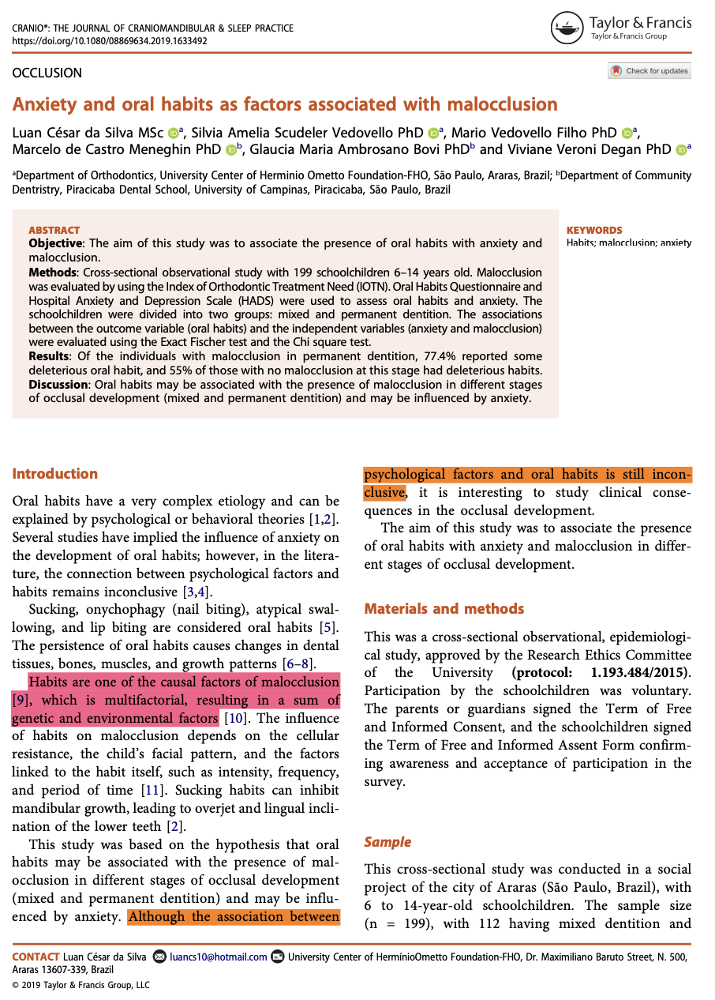 CRANIO®: THE JOURNAL OF CRANIOMANDIBULAR & SLEEP PRACTICE
https://doi.org/10.1080/08869634.2019.1633492
Taylor & Francis
Taylor & Francis Group
OCCLUSION
Check for updates
Anxiety and oral habits as factors associated with malocclusion
Luan César da Silva MSc iD a, Silvia Amelia Scudeler Vedovello PhD iD a, Mario Vedovello Filho PhD iD a,
Marcelo de Castro Meneghin PhD iD b, Glaucia Maria Ambrosano Bovi PhDb and Viviane Veroni Degan PhD iD a
aDepartment of Orthodontics, University Center of Herminio Ometto Foundation-FHO, São Paulo, Araras, Brazil; bDepartment of Community
Dentristry, Piracicaba Dental School, University of Campinas, Piracicaba, São Paulo, Brazil
ABSTRACT
Objective: The aim of this study was to associate the presence of oral habits with anxiety and
malocclusion.
Methods: Cross-sectional observational study with 199 schoolchildren 6–14 years old. Malocclusion
was evaluated by using the Index of Orthodontic Treatment Need (IOTN). Oral Habits Questionnaire and
Hospital Anxiety and Depression Scale (HADS) were used to assess oral habits and anxiety. The
schoolchildren were divided into two groups: mixed and permanent dentition. The associations
between the outcome variable (oral habits) and the independent variables (anxiety and malocclusion)
were evaluated using the Exact Fischer test and the Chi square test.
Results: Of the individuals with malocclusion in permanent dentition, 77.4% reported some
deleterious oral habit, and 55% of those with no malocclusion at this stage had deleterious habits.
Discussion: Oral habits may be associated with the presence of malocclusion in different stages
of occlusal development (mixed and permanent dentition) and may be influenced by anxiety.
KEYWORDS
Habits; malocclusion; anxiety
Introduction
Oral habits have a very complex etiology and can be
explained by psychological or behavioral theories [1,2].
Several studies have implied the influence of anxiety on
the development of oral habits; however, in the litera-
ture, the connection between psychological factors and
habits remains inconclusive [3,4].
Sucking, onychophagy (nail biting), atypical swal-
lowing, and lip biting are considered oral habits [5].
The persistence of oral habits causes changes in dental
tissues, bones, muscles, and growth patterns [6–8].
Habits are one of the causal factors of malocclusion
[9], which is multifactorial, resulting in a sum of
genetic and environmental factors [10]. The influence
of habits on malocclusion depends on the cellular
resistance, the child's facial pattern, and the factors
linked to the habit itself, such as intensity, frequency,
and period of time [11]. Sucking habits can inhibit
mandibular growth, leading to overjet and lingual incli-
nation of the lower teeth [2].
This study was based on the hypothesis that oral
habits may be associated with the presence of mal-
occlusion in different stages of occlusal development
(mixed and permanent dentition) and may be influ-
enced by anxiety. Although the association between
psychological factors and oral habits is still incon-
clusive, it is interesting to study clinical conse-
quences in the occlusal development.
The aim of this study was to associate the presence
of oral habits with anxiety and malocclusion in differ-
ent stages of occlusal development.
Materials and methods
This was a cross-sectional observational, epidemiologi-
cal study, approved by the Research Ethics Committee
of the University (protocol: 1.193.484/2015).
Participation by the schoolchildren was voluntary.
The parents or guardians signed the Term of Free
and Informed Consent, and the schoolchildren signed
the Term of Free and Informed Assent Form confirm-
ing awareness and acceptance of participation in the
survey.
Sample
This cross-sectional study was conducted in a social
project of the city of Araras (São Paulo, Brazil), with
6 to 14-year-old schoolchildren. The sample size
(n = 199), with 112 having mixed dentition and
CONTACT Luan César da Silva luancs10@hotmail.com University Center of HermínioOmetto Foundation-FHO, Dr. Maximiliano Baruto Street, N. 500,
Araras 13607-339, Brazil
© 2019 Taylor & Francis Group, LLC